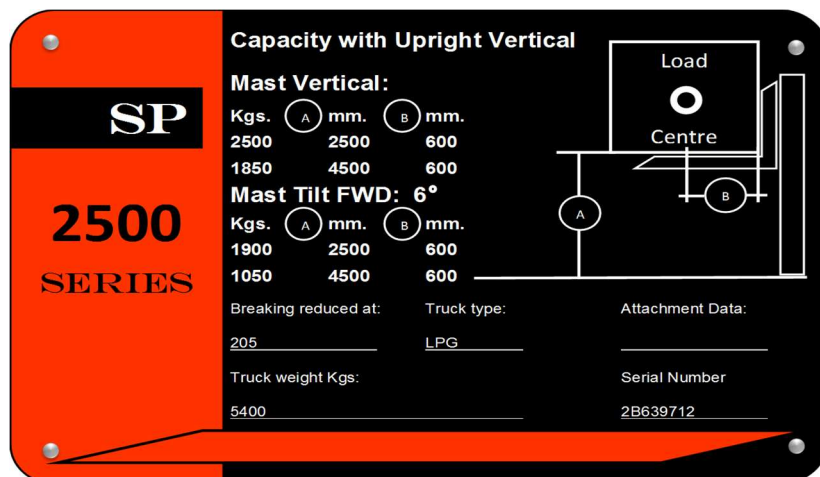 SP
2500
SERIES
Capacity with Upright Vertical
Mast Vertical:
Kgs. A mm. B mm.
2500 2500 600
1850 4500 600
Mast Tilt FWD: 6°
Kgs. A mm. B mm.
1900 2500 600
1050 4500 600
Load
Centre
A
B
Breaking reduced at: Truck type: Attachment Data:
205 LPG
Truck weight Kgs: Serial Number
5400 2B639712